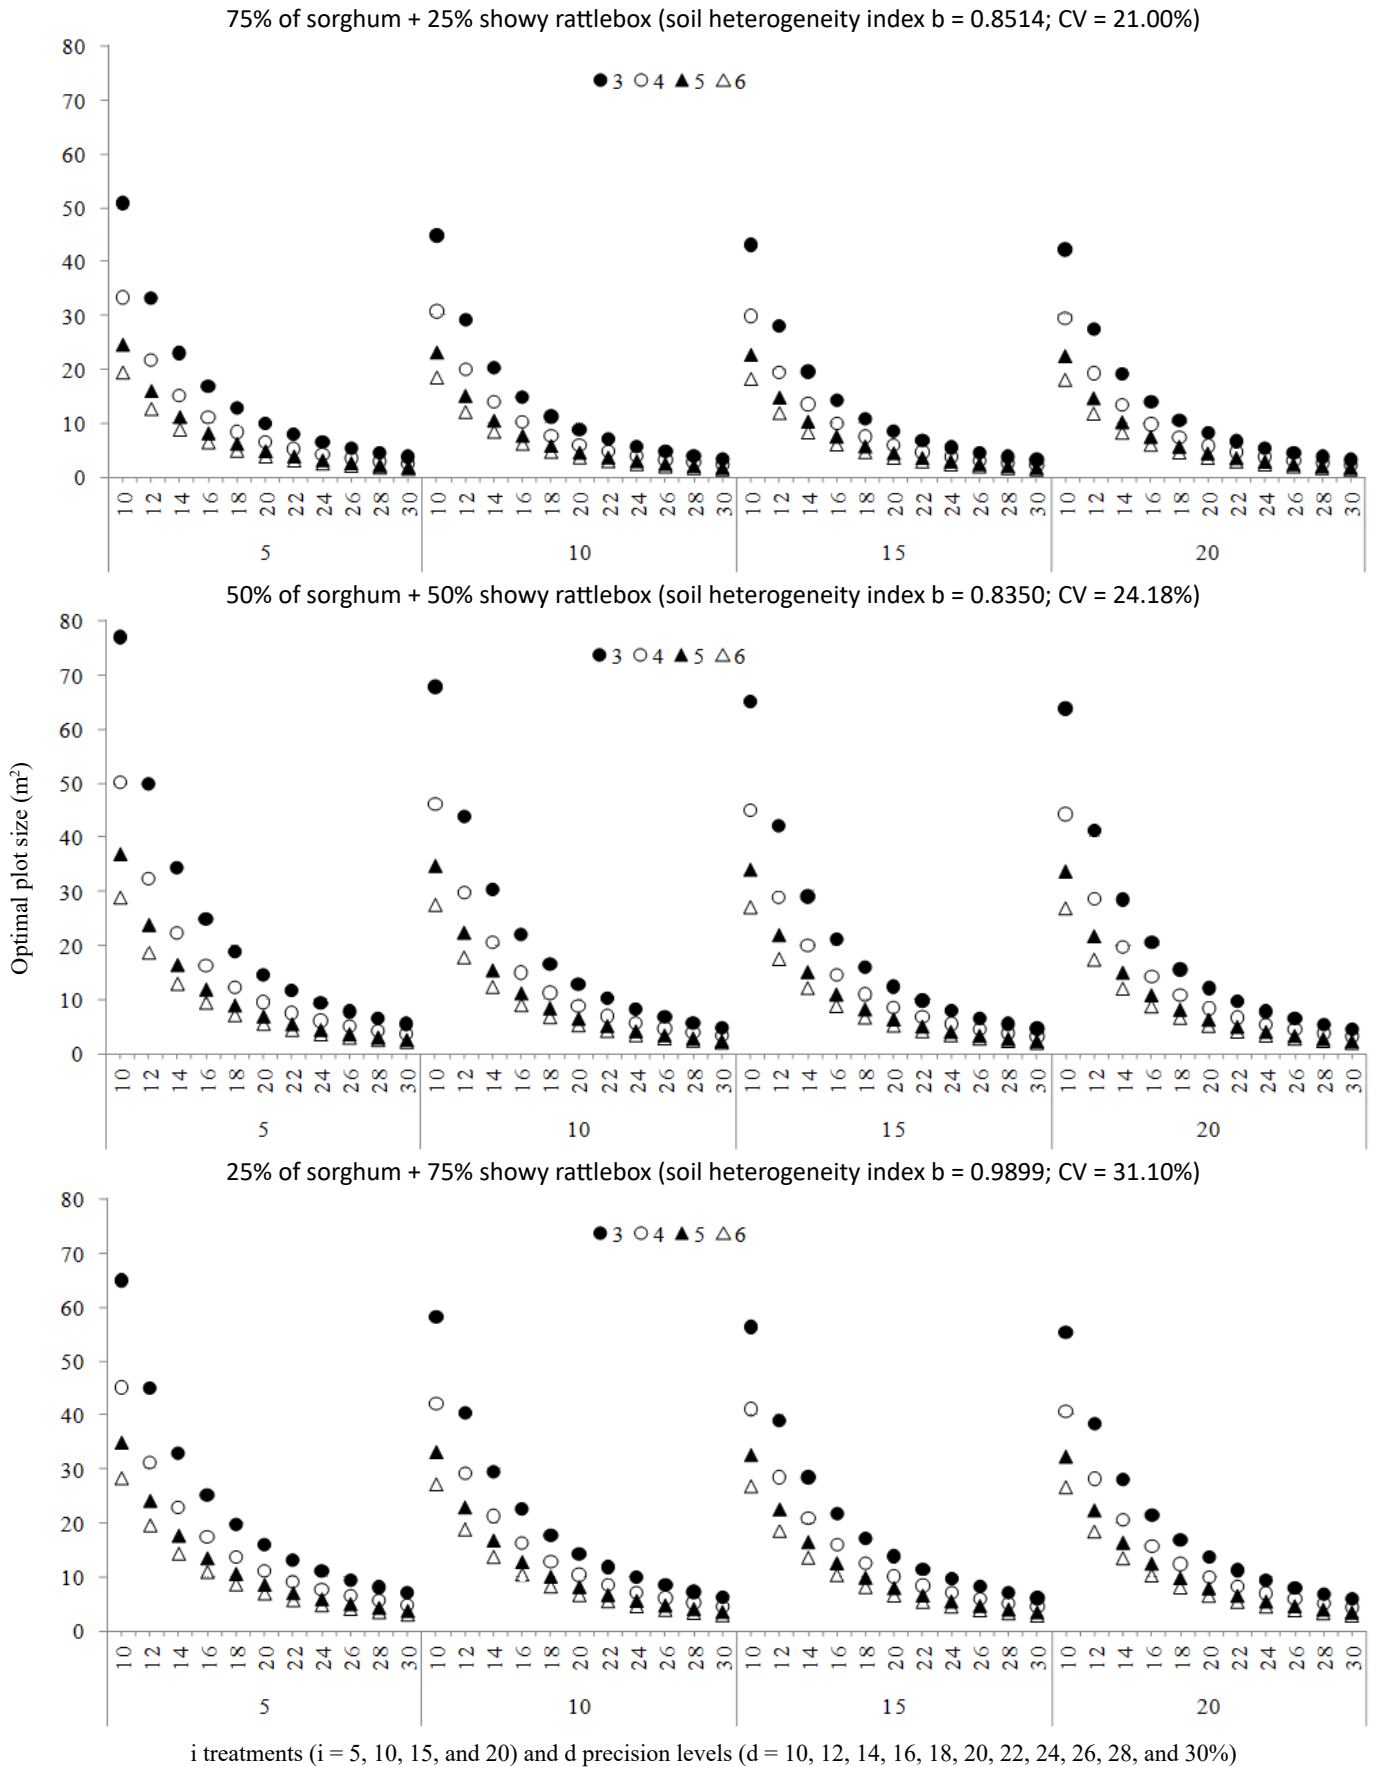 75% of sorghum + 25% showy rattlebox (soil heterogeneity index b = 0.8514; CV = 21.00%)
80
3 4 5 6
70
60
50
40
30
20
10
0
10 12 14 16 18 20 22 24 26 28 30 10 12 14 16 18 20 22 24 26 28 30 10 12 14 16 18 20 22 24 26 28 30 10 12 14 16 18 20 22 24 26 28 30
5 10 15 20
50% of sorghum + 50% showy rattlebox (soil heterogeneity index b = 0.8350; CV = 24.18%)
80
3 4 5 6
70
60
50
40
30
20
10
0
10 12 14 16 18 20 22 24 26 28 30 10 12 14 16 18 20 22 24 26 28 30 10 12 14 16 18 20 22 24 26 28 30 10 12 14 16 18 20 22 24 26 28 30
5 10 15 20
Optimal plot size (m²)
25% of sorghum + 75% showy rattlebox (soil heterogeneity index b = 0.9899; CV = 31.10%)
80
3 4 5 6
70
60
50
40
30
20
10
0
10 12 14 16 18 20 22 24 26 28 30 10 12 14 16 18 20 22 24 26 28 30 10 12 14 16 18 20 22 24 26 28 30 10 12 14 16 18 20 22 24 26 28 30
5 10 15 20
i treatments (i = 5, 10, 15, and 20) and d precision levels (d = 10, 12, 14, 16, 18, 20, 22, 24, 26, 28, and 30%)